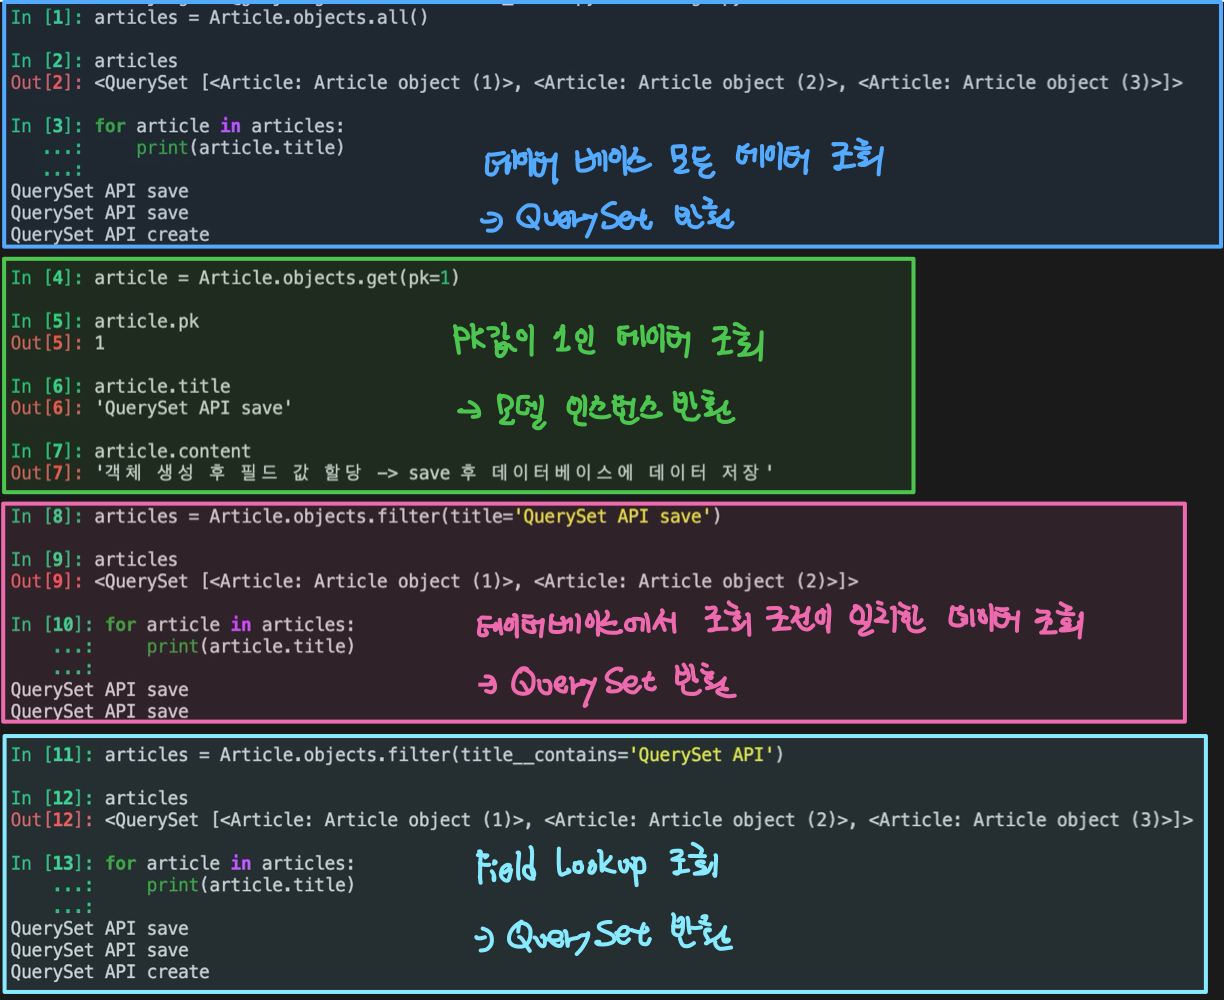 In [1]: articles = Article.objects.all()
In [2]: articles
Out[2]: <QuerySet [<Article: Article object (1)>, <Article: Article object (2)>, <Article: Article object (3)>]>
In [3]: for article in articles:
...:     print(article.title)
...:
데이터 베이스 모든 데이터 조회
QuerySet API save
QuerySet API save
→ QuerySet 반환
QuerySet API create
In [4]: article = Article.objects.get(pk=1)
In [5]: article.pk
Out[5]: 1
PK값이 1인 데이터 조회
In [6]: article.title
Out[6]: 'QuerySet API save'
→ 모델 인스턴스 반환
In [7]: article.content
Out[7]: '객체 생성 후 필드 값 할당 -> save 후 데이터베이스에 데이터 저장'
In [8]: articles = Article.objects.filter(title='QuerySet API save')
In [9]: articles
Out[9]: <QuerySet [<Article: Article object (1)>, <Article: Article object (2)>]>
In [10]: for article in articles:
...:     print(article.title)
...:
데이터베이스에서 조회 조건이 일치한 데이터 조회
→ QuerySet 반환
QuerySet API save
QuerySet API save
In [11]: articles = Article.objects.filter(title__contains='QuerySet API')
In [12]: articles
Out[12]: <QuerySet [<Article: Article object (1)>, <Article: Article object (2)>, <Article: Article object (3)>]>
In [13]: for article in articles:
...:     print(article.title)
...:
Field Lookup 조회
→ QuerySet 반환
QuerySet API save
QuerySet API save
QuerySet API create